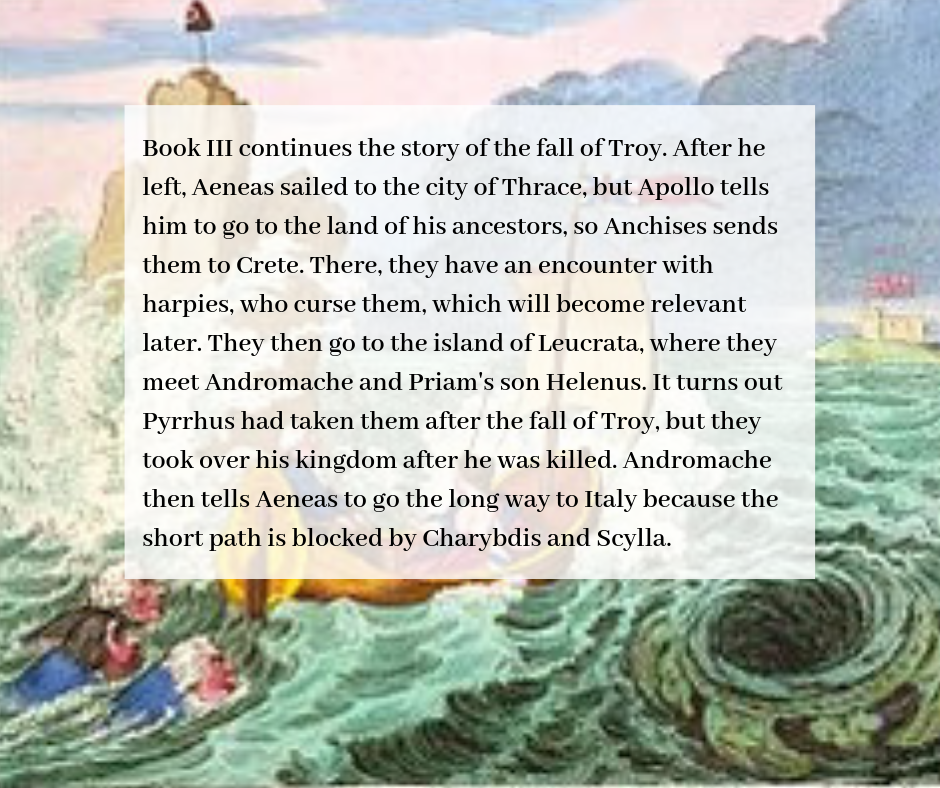 Book III continues the story of the fall of Troy. After he
left, Aeneas sailed to the city of Thrace, but Apollo tells
him to go to the land of his ancestors, so Anchises sends
them to Crete. There, they have an encounter with
harpies, who curse them, which will become relevant
later. They then go to the island of Leucrata, where they
meet Andromache and Priam's son Helenus. It turns out
Pyrrhus had taken them after the fall of Troy, but they
took over his kingdom after he was killed. Andromache
then tells Aeneas to go the long way to Italy because the
short path is blocked by Charybdis and Scylla.